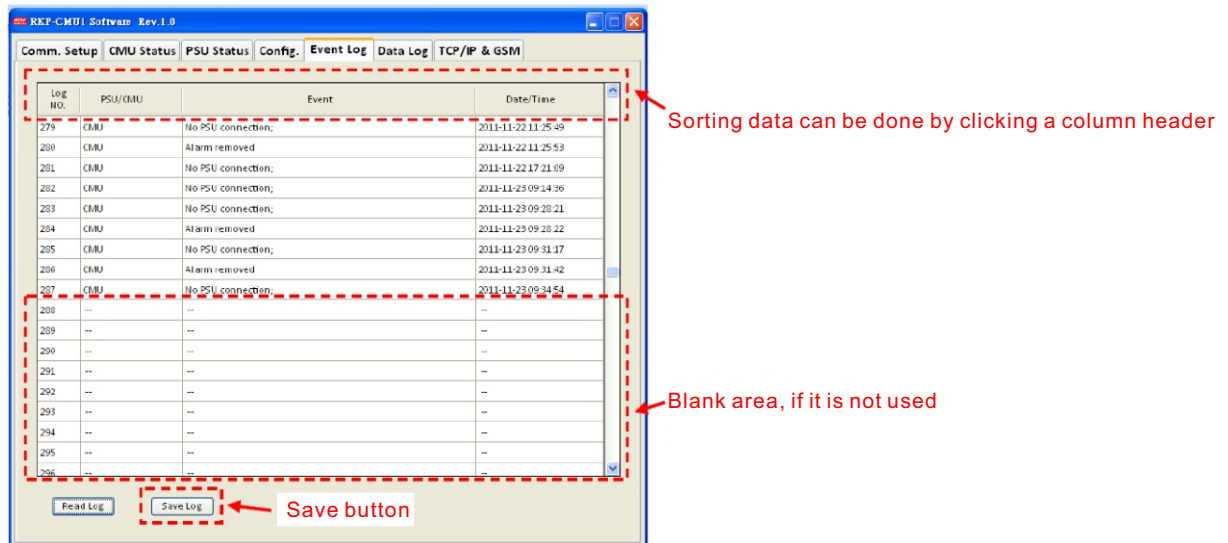 RKP-CMU1 Software Rev.1.0
Comm. Setup CMU Status PSU Status Config. Event Log Data Log TCP/IP & GSM
Log NO. PSU/CMU Event Date/Time
Sorting data can be done by clicking a column header
279 CMU No PSU connection; 2011-11-22 11:25:49
280 CMU Alarm removed 2011-11-22 11:25:53
281 CMU No PSU connection; 2011-11-22 17:21:09
282 CMU No PSU connection; 2011-11-23 09:14:36
283 CMU No PSU connection; 2011-11-23 09:28:21
284 CMU Alarm removed 2011-11-23 09:28:22
285 CMU No PSU connection; 2011-11-23 09:31:17
286 CMU Alarm removed 2011-11-23 09:31:42
287 CMU No PSU connection; 2011-11-23 09:34:54
288 -- -- --
289 -- -- --
290 -- -- --
291 -- -- --
292 -- -- --
Blank area, if it is not used
293 -- -- --
294 -- -- --
295 -- -- --
296 -- -- --
Read Log Save Log Save button